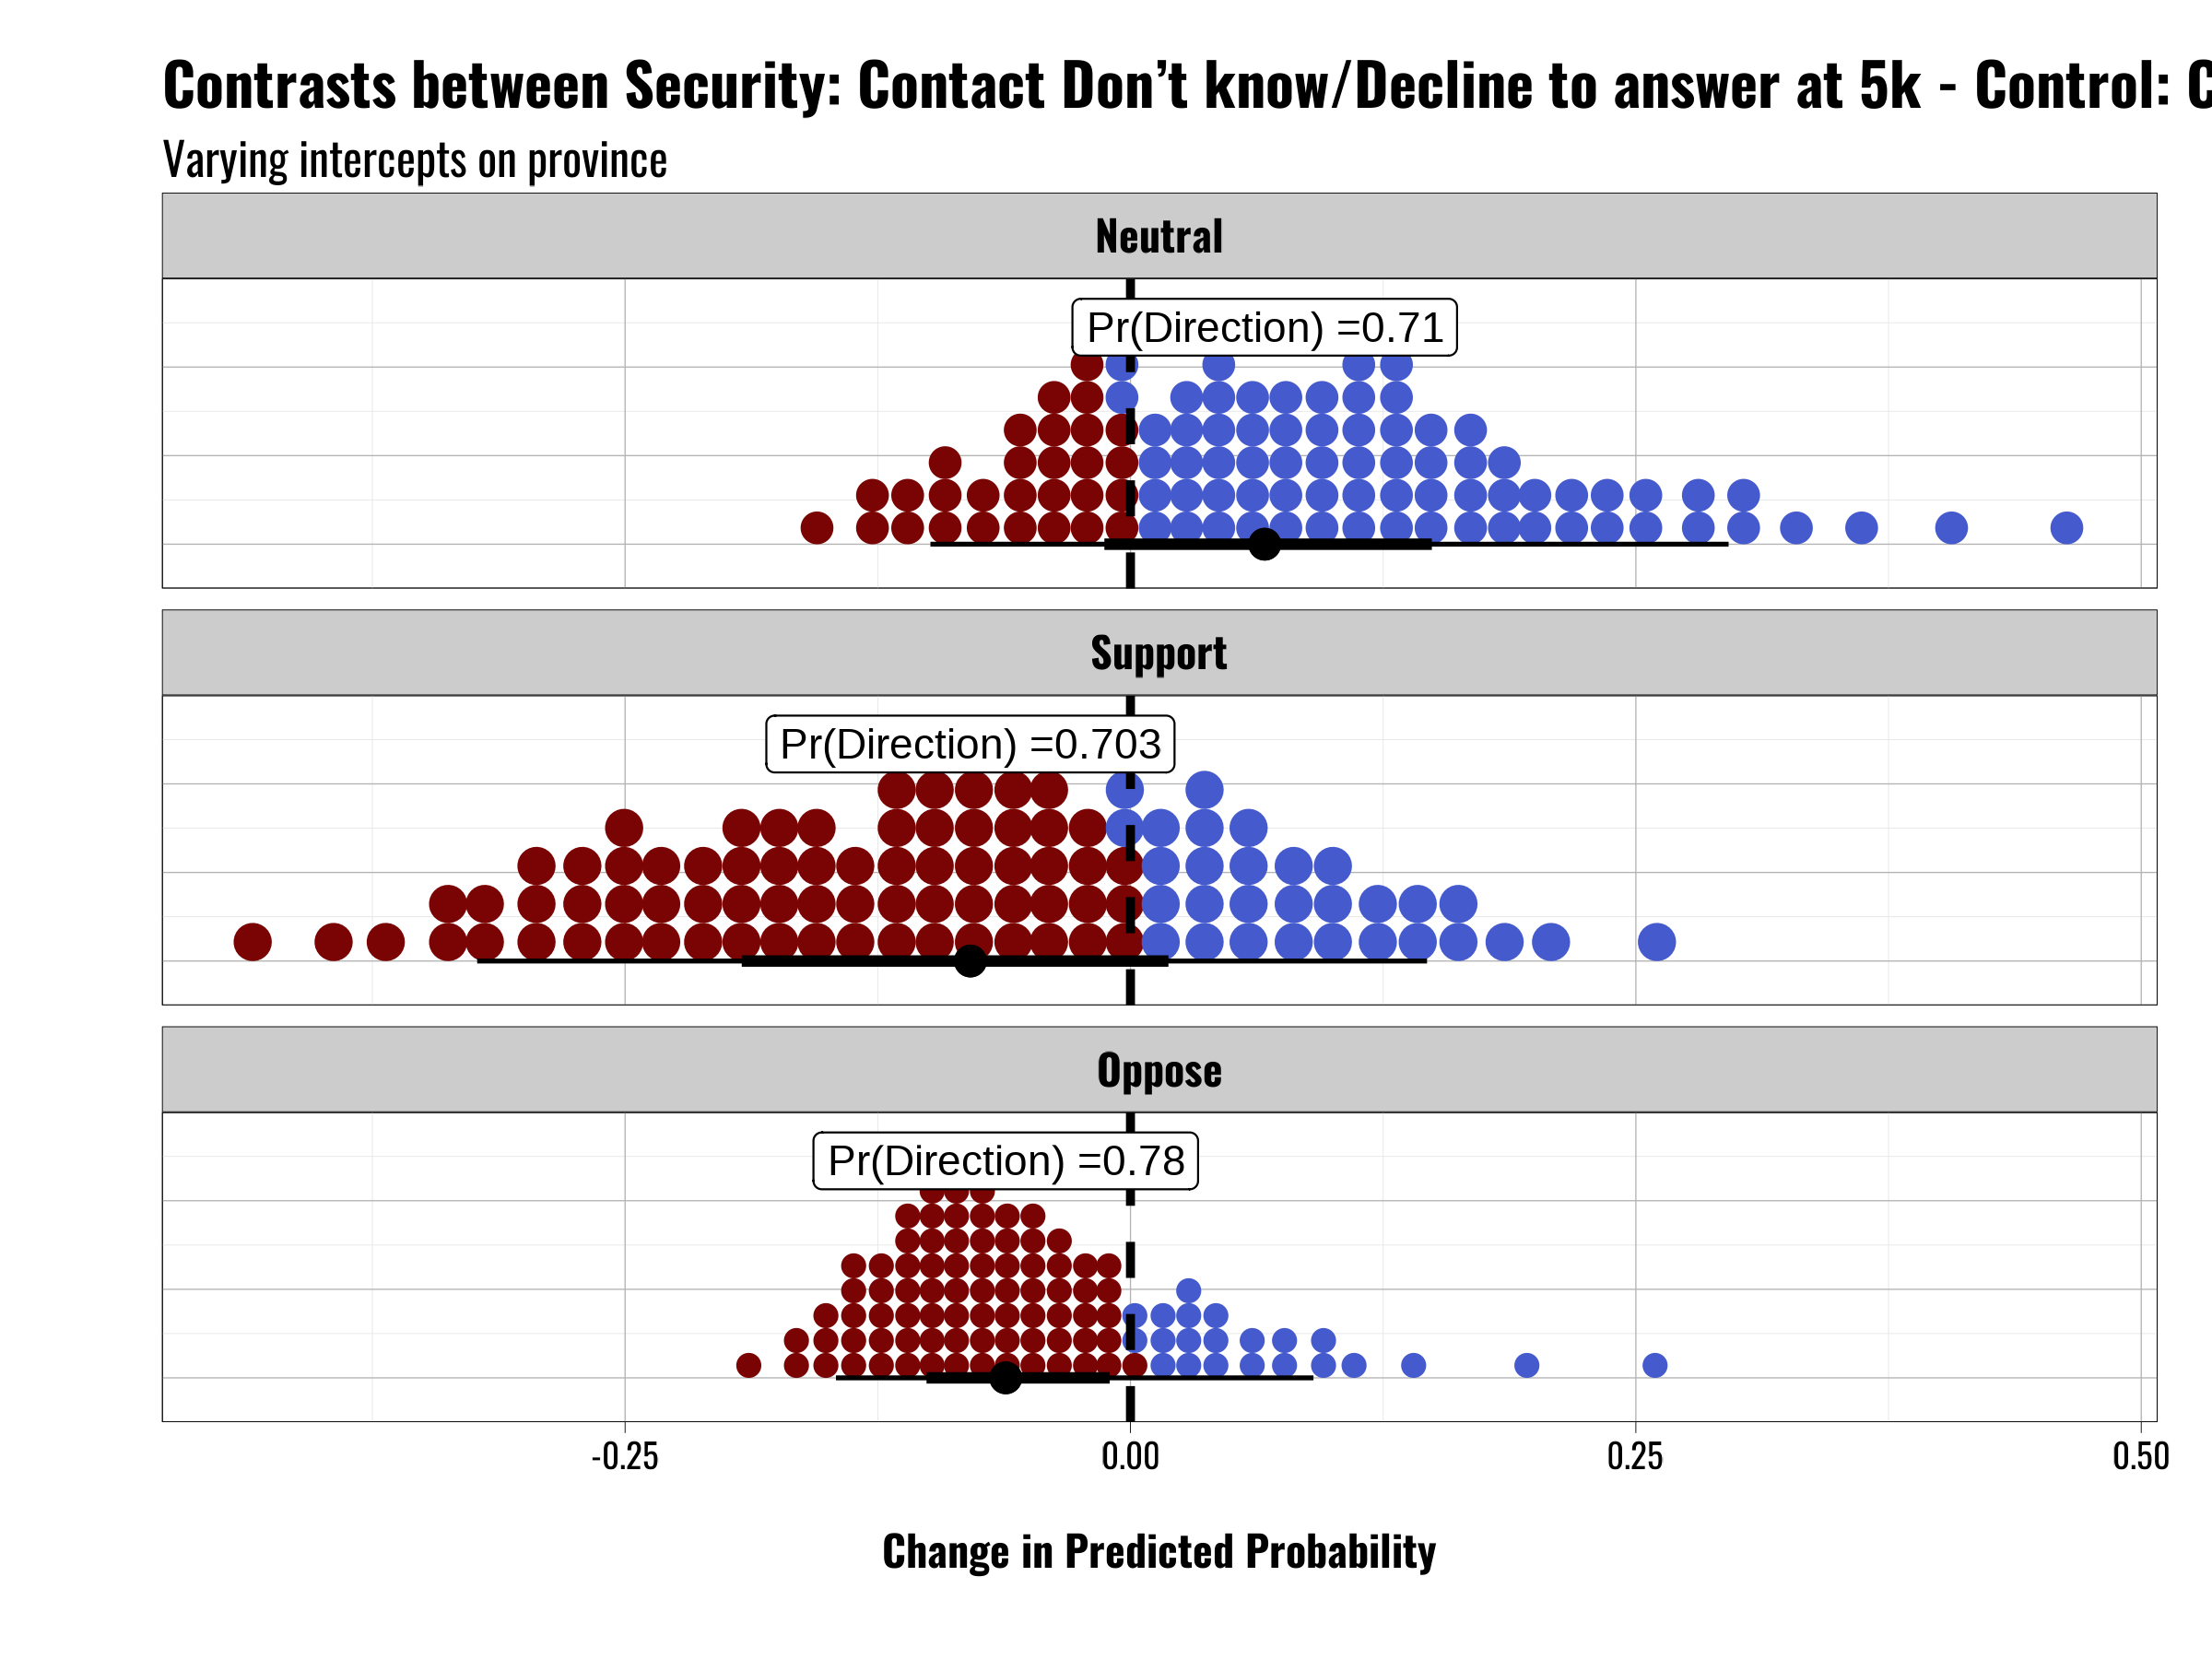 Contrasts between Security: Contact Don’t know/Decline to answer at 5k - Control: C
Varying intercepts on province
Neutral
Pr(Direction) =0.71
Support
Pr(Direction) =0.703
Oppose
Pr(Direction) =0.78
-0.25 0.00 0.25 0.50
Change in Predicted Probability